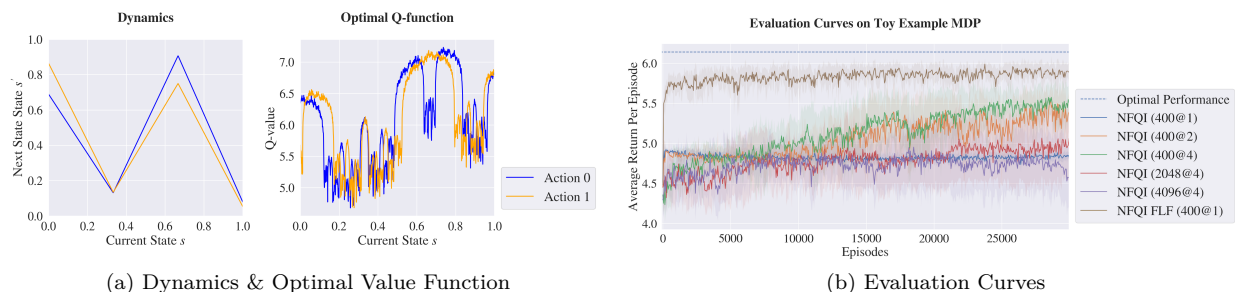 Dynamics
Next State State s'
1.0
0.8
0.6
0.4
0.2
0.0
0.0 0.2 0.4 0.6 0.8 1.0
Current State s
Optimal Q-function
Q-value
7.0
6.5
6.0
5.5
5.0
0.0 0.2 0.4 0.6 0.8 1.0
Current State s
Action 0
Action 1
(a) Dynamics & Optimal Value Function
Evaluation Curves on Toy Example MDP
Average Return Per Episode
6.0
5.5
5.0
4.5
4.0
0 5000 10000 15000 20000 25000
Episodes
Optimal Performance
NFQI (400@1)
NFQI (400@2)
NFQI (400@4)
NFQI (2048@4)
NFQI (4096@4)
NFQI FLF (400@1)
(b) Evaluation Curves